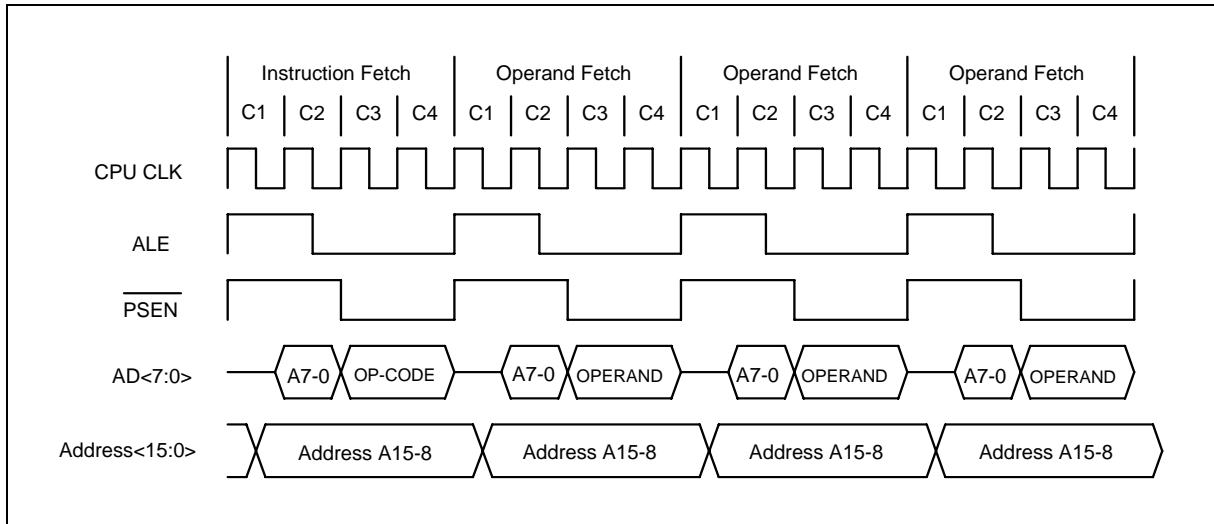 Instruction Fetch Operand Fetch Operand Fetch Operand Fetch
C1 C2 C3 C4 C1 C2 C3 C4 C1 C2 C3 C4 C1 C2 C3 C4
CPU CLK
ALE
PSEN
AD<7:0> A7-0 OP-CODE A7-0 OPERAND A7-0 OPERAND A7-0 OPERAND
Address<15:0> Address A15-8 Address A15-8 Address A15-8 Address A15-8